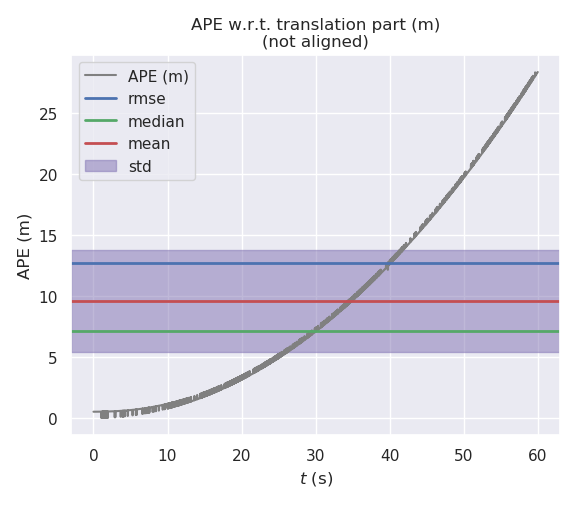 APE w.r.t. translation part (m)
(not aligned)
APE (m)
rmse
median
mean
std
APE (m)
25
20
15
10
5
0
0 10 20 30 40 50 60
t (s)